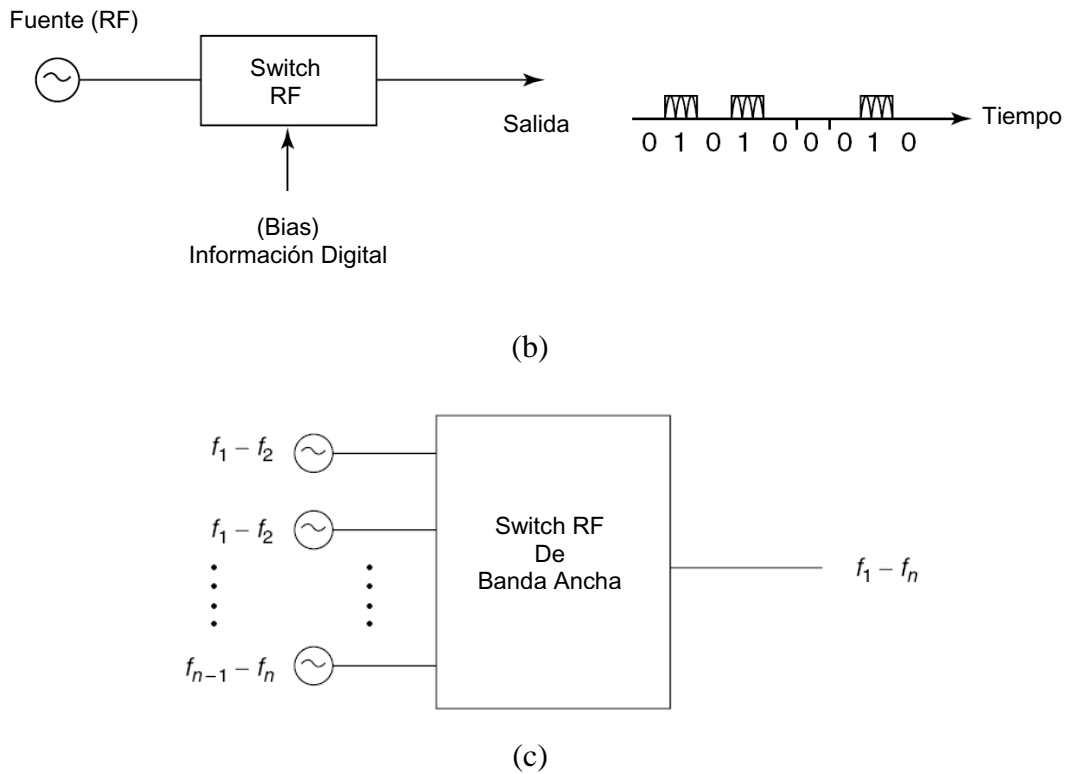 Fuente (RF)
Switch
RF
Salida
Tiempo
0 1 0 1 0 0 0 1 0
(Bias)
Información Digital
(b)
f1 – f2
f1 – f2
fn−1 – fn
Switch RF
De
Banda Ancha
f1 – fn
(c)